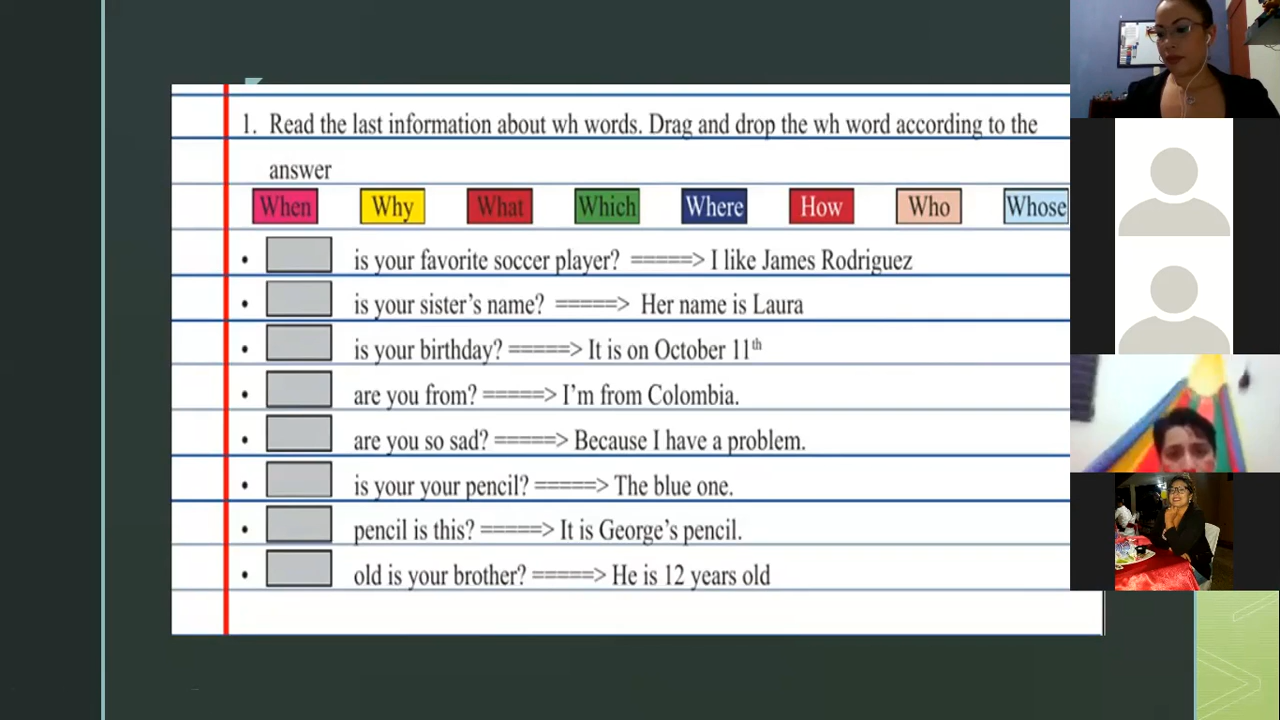 1. Read the last information about wh words. Drag and drop the wh word according to the
answer
When Why What Which Where How Who Whose
• is your favorite soccer player? =====> I like James Rodriguez
• is your sister's name? =====> Her name is Laura
• is your birthday? =====> It is on October 11th
• are you from? =====> I'm from Colombia.
• are you so sad? =====> Because I have a problem.
• is your your pencil? =====> The blue one.
• pencil is this? =====> It is George's pencil.
• old is your brother? =====> He is 12 years old